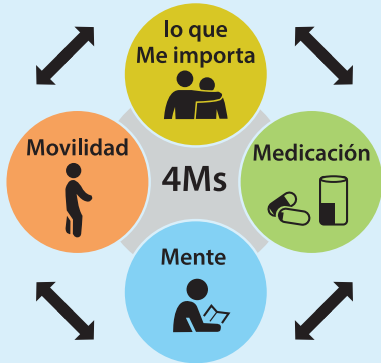 lo que
Me importa
Movilidad
4Ms
Medicación
Mente